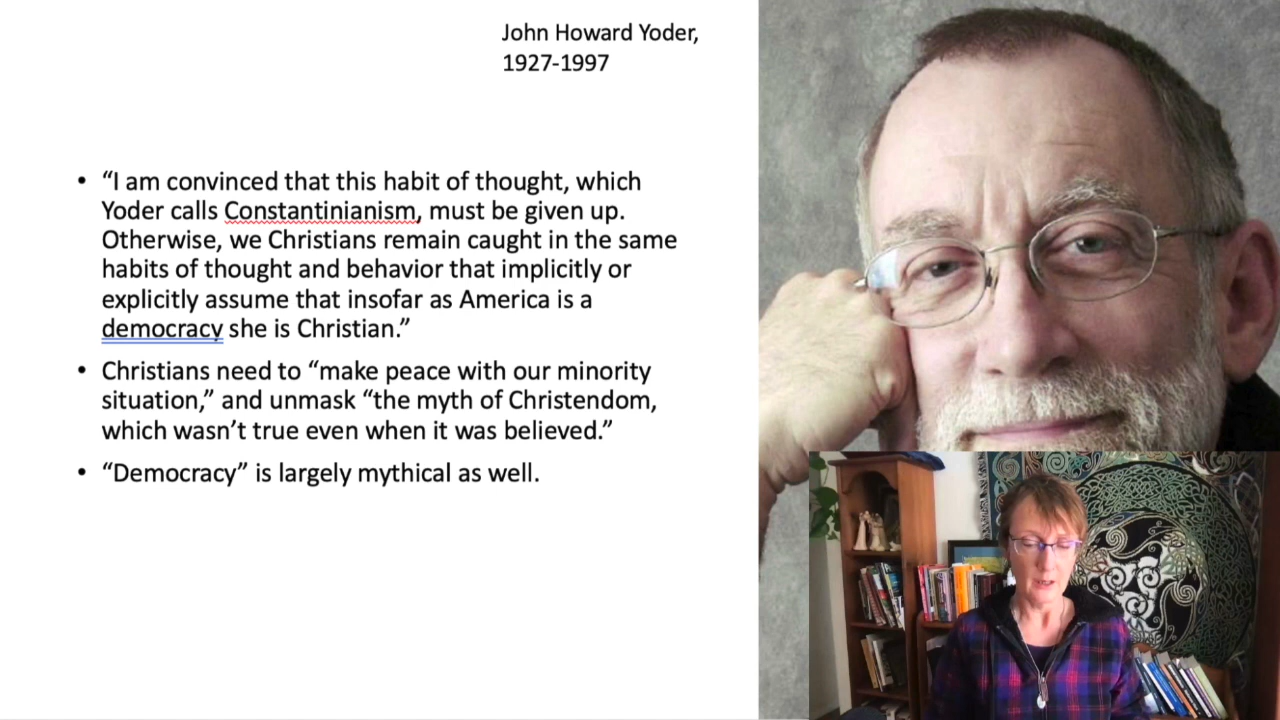 John Howard Yoder,
1927-1997
• “I am convinced that this habit of thought, which
Yoder calls Constantinianism, must be given up.
Otherwise, we Christians remain caught in the same
habits of thought and behavior that implicitly or
explicitly assume that insofar as America is a
democracy she is Christian.”
• Christians need to “make peace with our minority
situation,” and unmask “the myth of Christendom,
which wasn’t true even when it was believed.”
• “Democracy” is largely mythical as well.